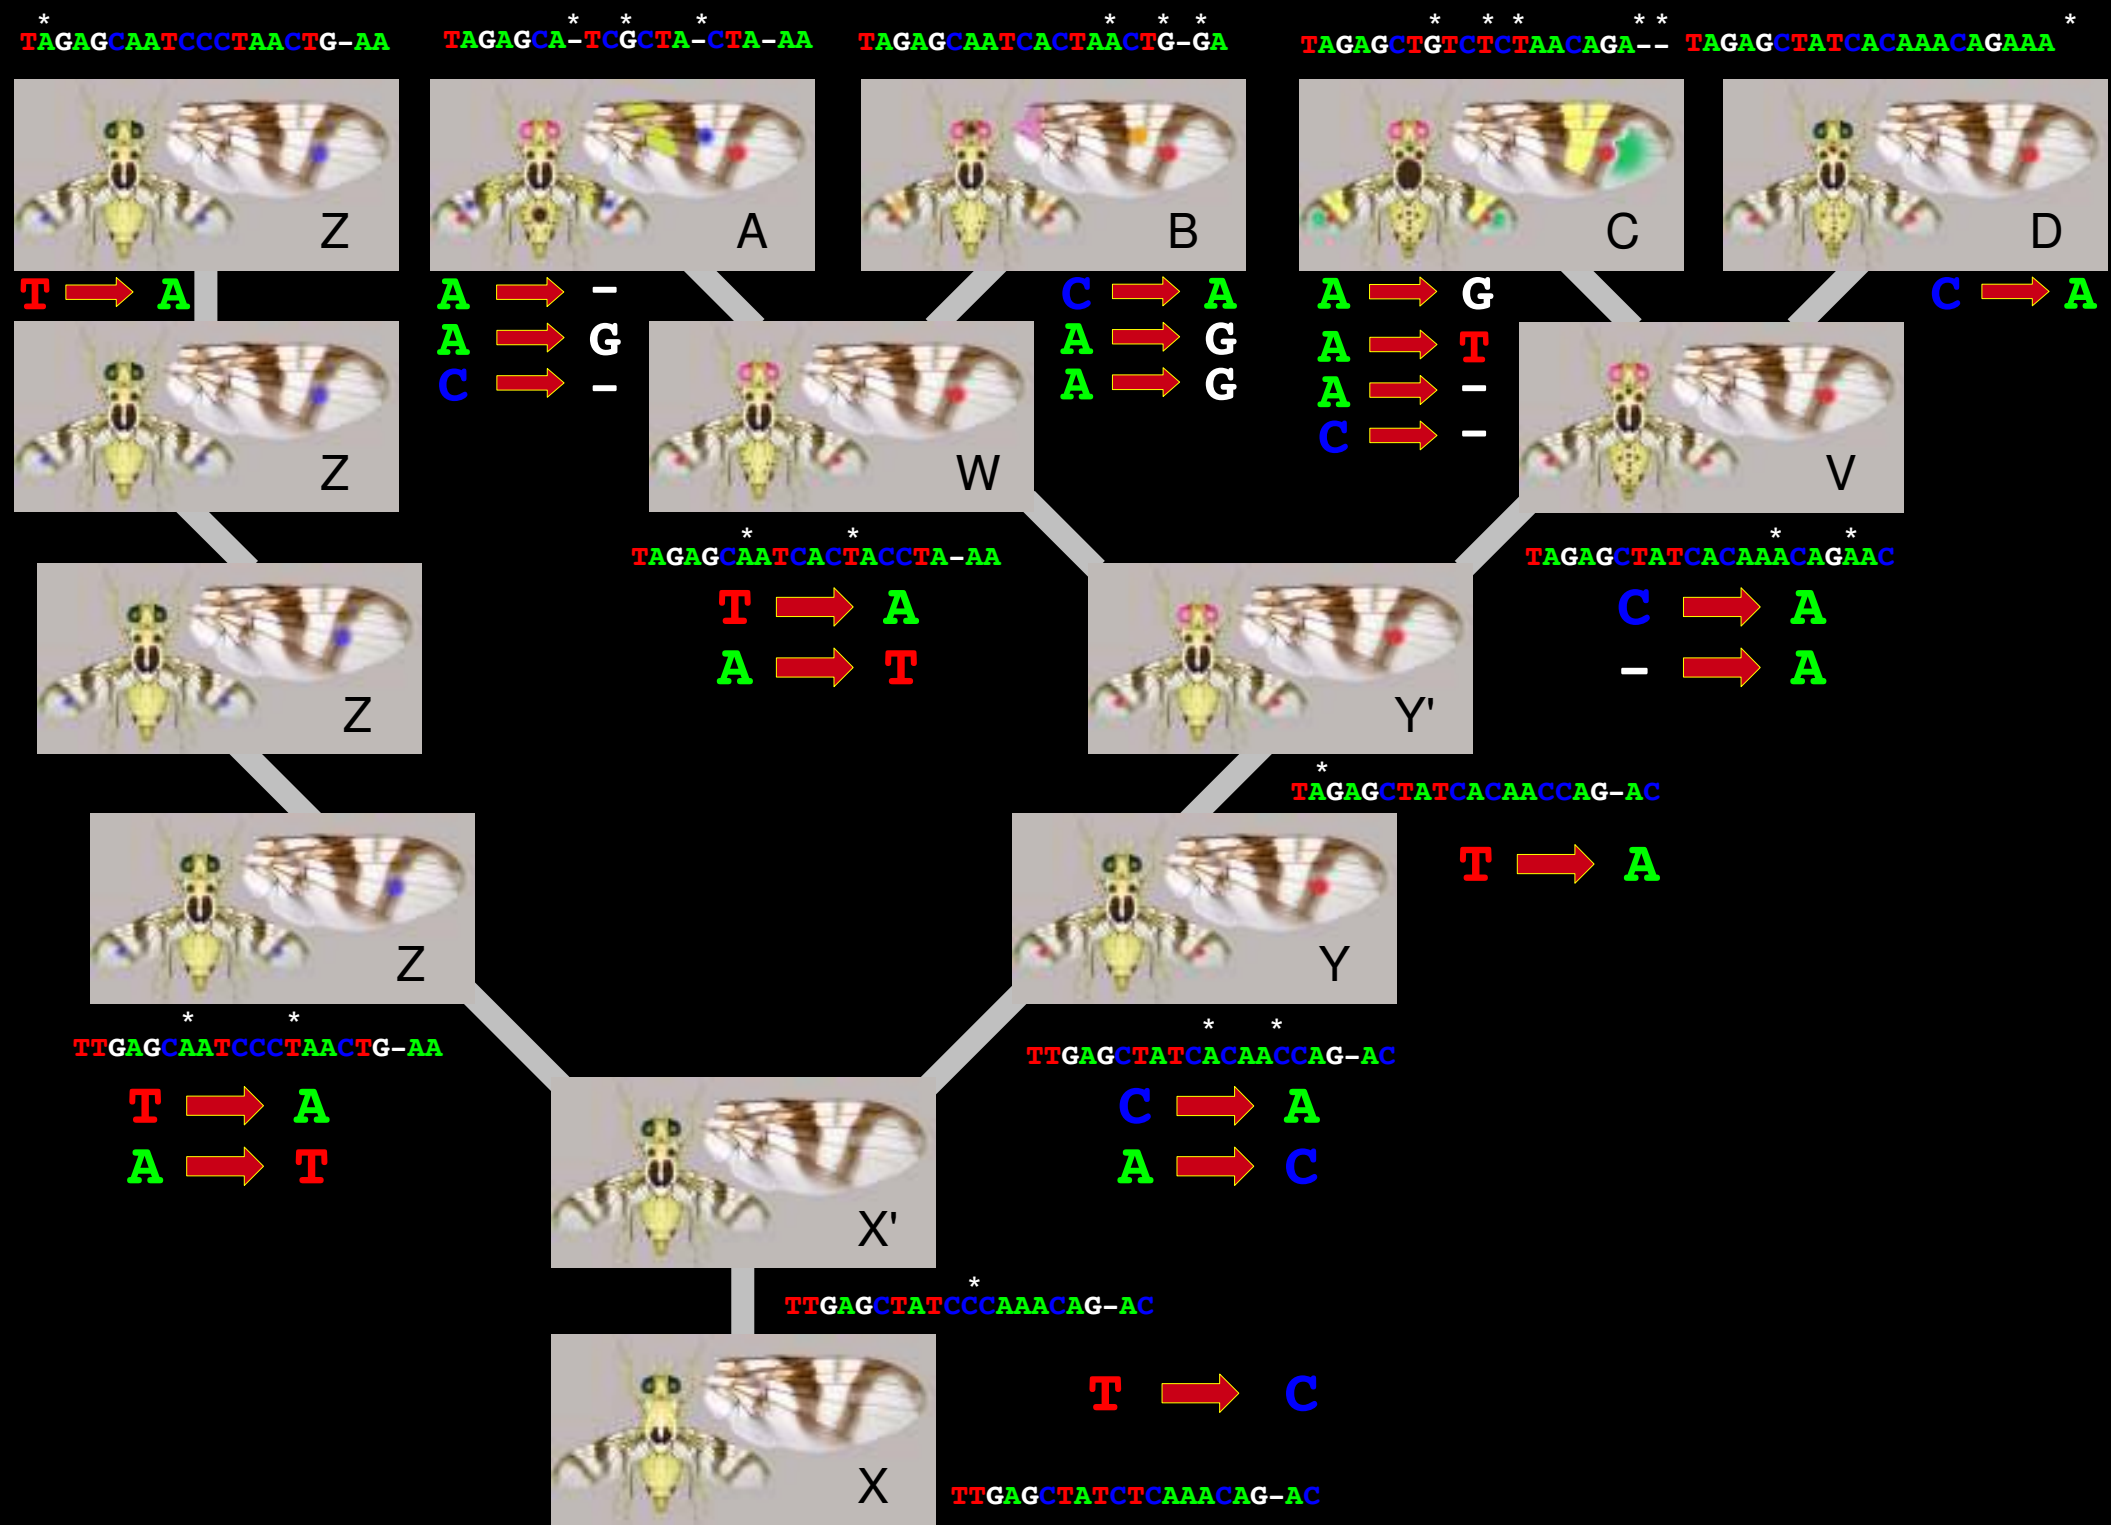 * * * * * * * * * * * * *
TAGAGCAATCCCTAACTG-AA TAGAGCA-TCGCTA-CTA-AA TAGAGCAATCACTAACTG-GA TAGAGCTGTCTCTAACAGA-- TAGAGCTATCACAAACAGAAA
Z A B C D
T A A - C A A G C A
A G A G A T
C - A G A -
C -
Z W V
* * * *
TAGAGCAATCACTACCTA-AA TAGAGCTATCACAAACAGAAC
T A C A
A T - A
Z Y'
*
TAGAGCTATCACAACCAG-AC
T A
Z Y
* * * *
TTGAGCAATCCCTAACTG-AA TTGAGCTATCACAACCAG-AC
T A C A
A T A C
X'
*
TTGAGCTATCCCAAACAG-AC
T C
X
TTGAGCTATCTCAAACAG-AC